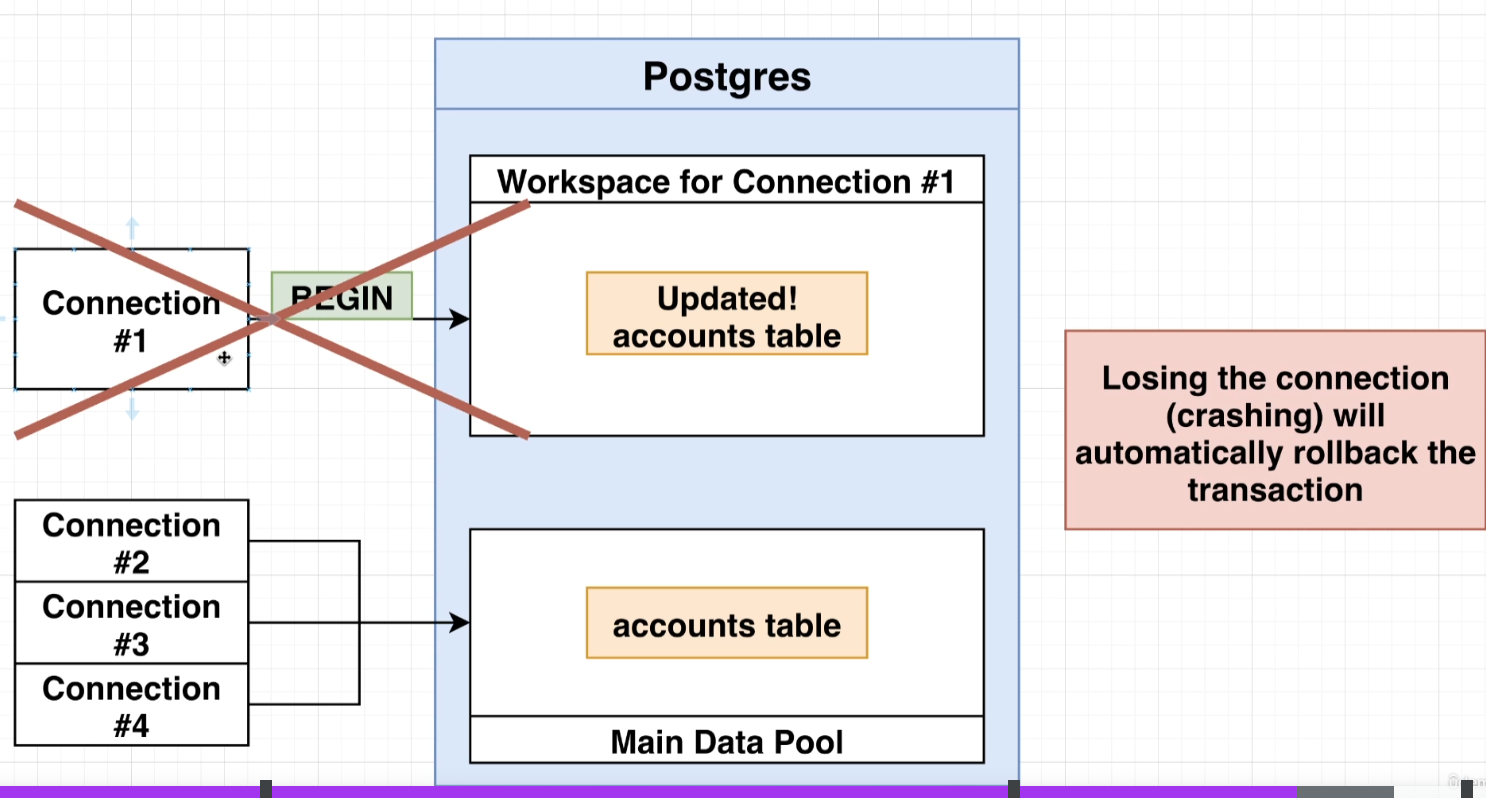 Postgres
Workspace for Connection #1
Connection
#1
BEGIN
Updated!
accounts table
Losing the connection
(crashing) will
automatically rollback the
transaction
Connection
#2
Connection
#3
Connection
#4
accounts table
Main Data Pool